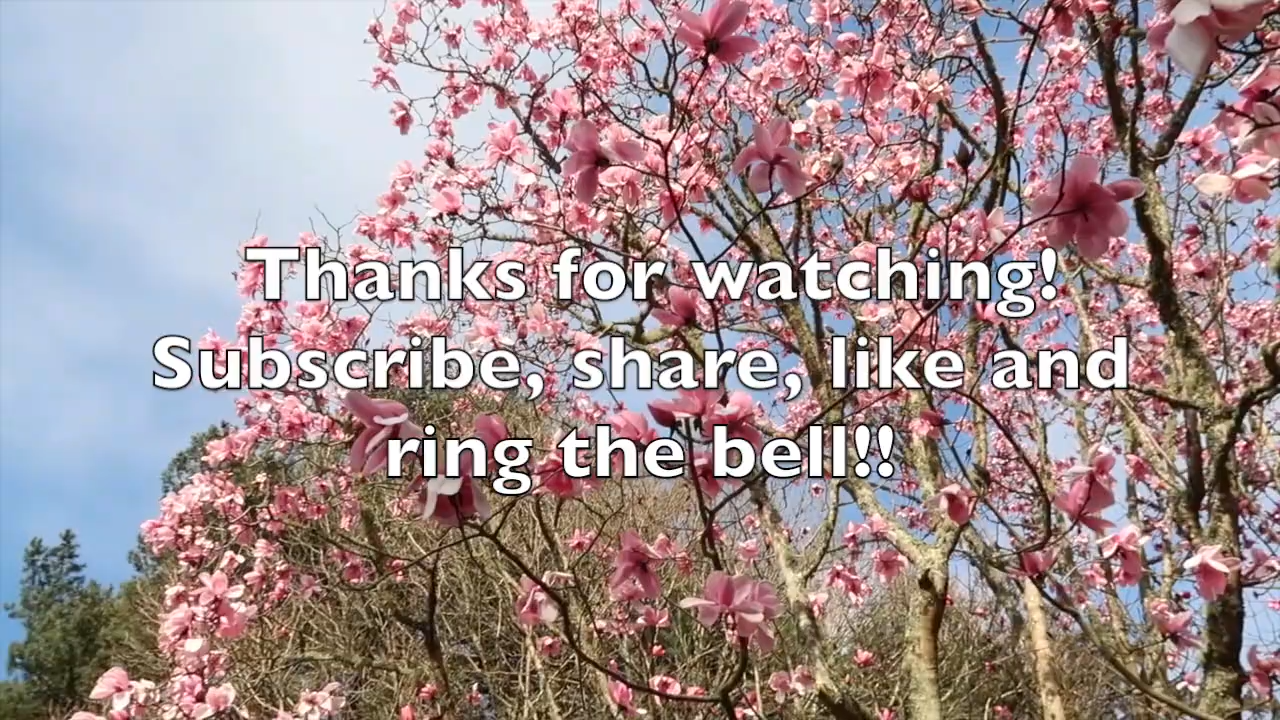 Thanks for watching!
Subscribe, share, like and
ring the bell!!